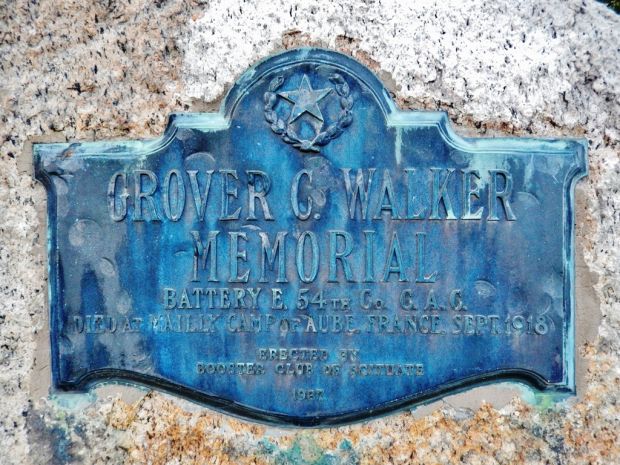 GROVER C. WALKER
MEMORIAL
BATTERY E, 54TH Co. C. A. C.
DIED AT MAILLY CAMP OF AUBE, FRANCE, SEPT. 1918
ERECTED BY
BOOSTER CLUB OF SCITUATE